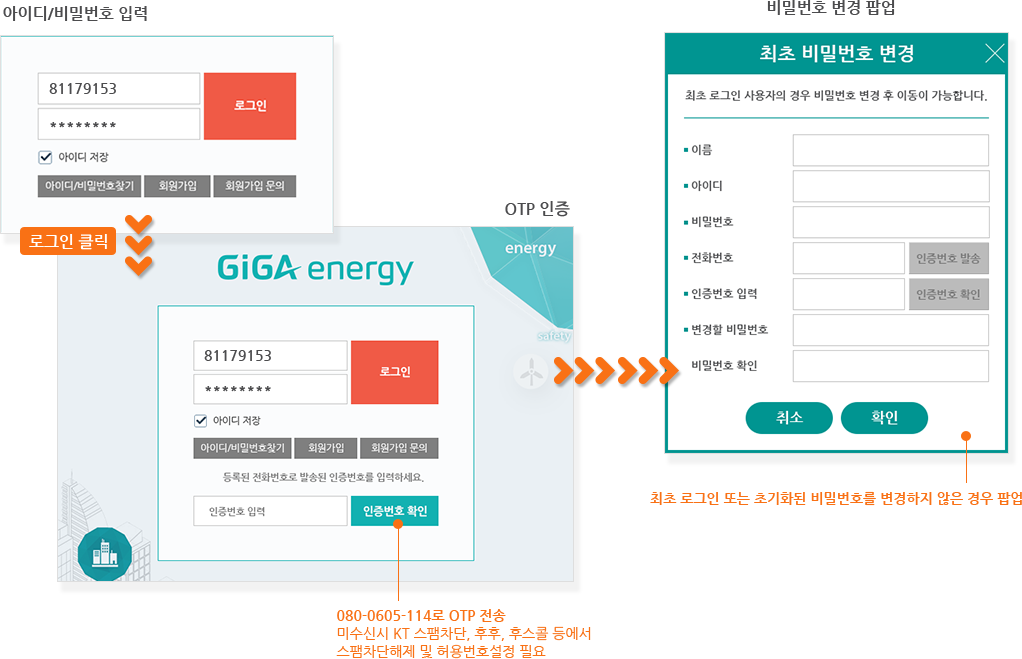 아이디/비밀번호 입력
81179153
********
로그인
아이디 저장
아이디/비밀번호찾기
회원가입
회원가입 문의
로그인 클릭
OTP 인증
energy
GiGA energy
safety
81179153
********
로그인
아이디 저장
아이디/비밀번호찾기
회원가입
회원가입 문의
등록된 전화번호로 발송된 인증번호를 입력하세요.
인증번호 입력
인증번호 확인
080-0605-114로 OTP 전송
미수신시 KT 스팸차단, 후후, 후스콜 등에서
스팸차단해제 및 허용번호설정 필요
비밀번호 변경 팝업
최초 비밀번호 변경
최초 로그인 사용자의 경우 비밀번호 변경 후 이동이 가능합니다.
이름
아이디
비밀번호
전화번호
인증번호 발송
인증번호 입력
인증번호 확인
변경할 비밀번호
비밀번호 확인
취소
확인
최초 로그인 또는 초기화된 비밀번호를 변경하지 않은 경우 팝업